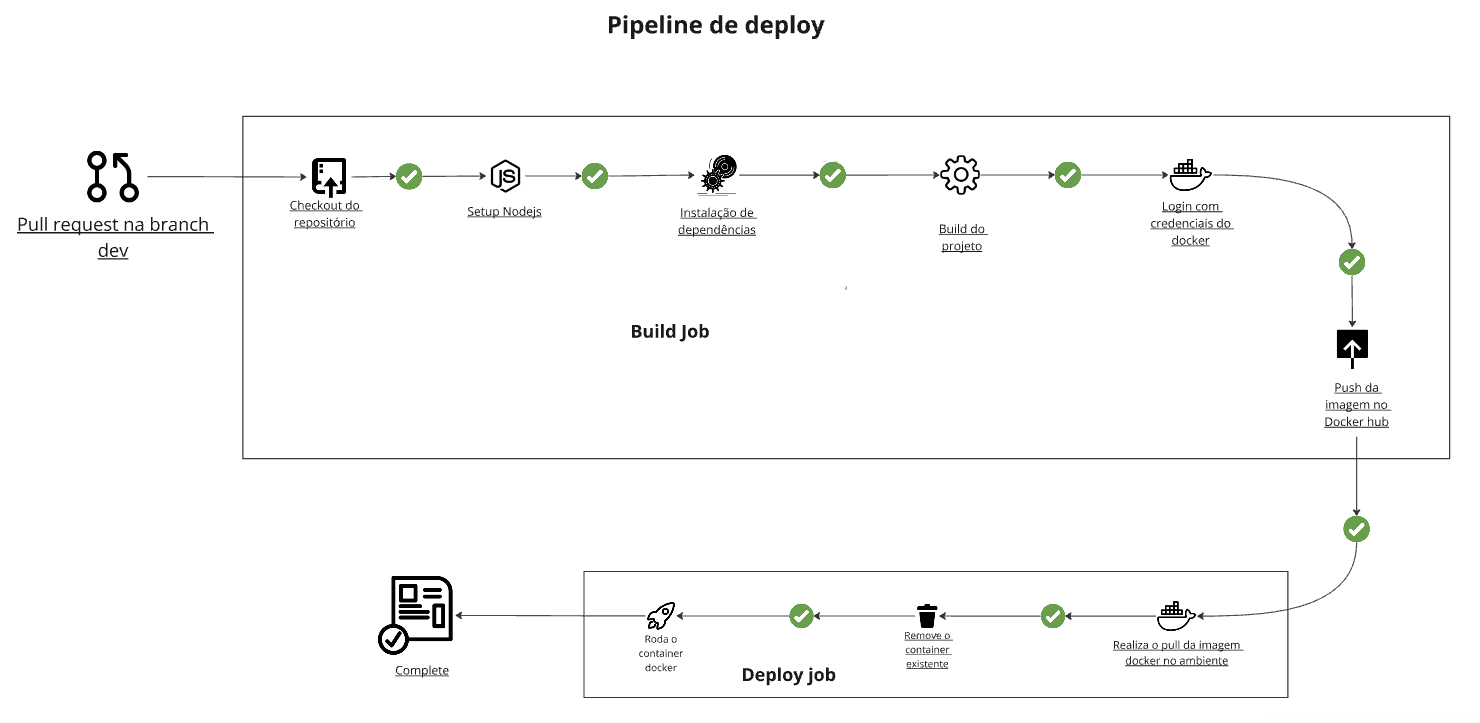 Pipeline de deploy
Pull request na branch
dev
Checkout do
repositório
Setup Nodejs
JS
Instalação de
dependências
Build do
projeto
Login com
credenciais do
docker
Build Job
Push da
imagem no
Docker hub
Complete
Roda o
container
docker
Remove o
container
existente
Realiza o pull da imagem
docker no ambiente
Deploy job